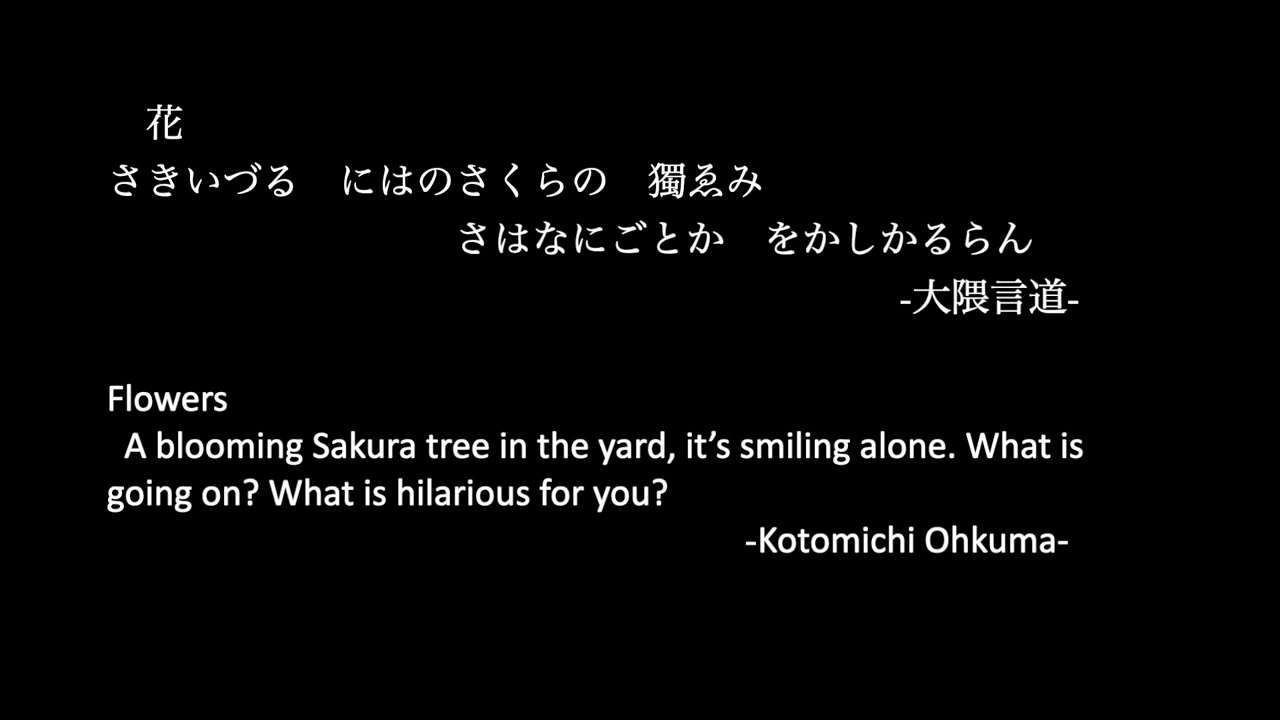 花
さきいづる　にはのさくらの　獨ゑみ
さはなにごとか　をかしかるらん
-大隈言道-
Flowers
A blooming Sakura tree in the yard, it’s smiling alone. What is
going on? What is hilarious for you?
-Kotomichi Ohkuma-